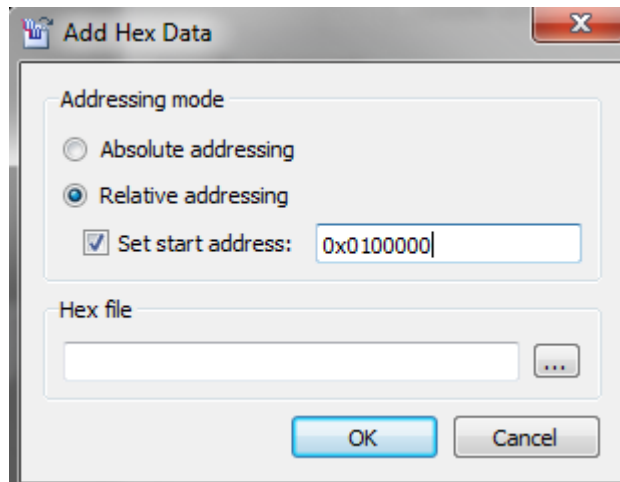 Add Hex Data
Addressing mode
Absolute addressing
Relative addressing
Set start address: 0x0100000
Hex file
...
OK Cancel